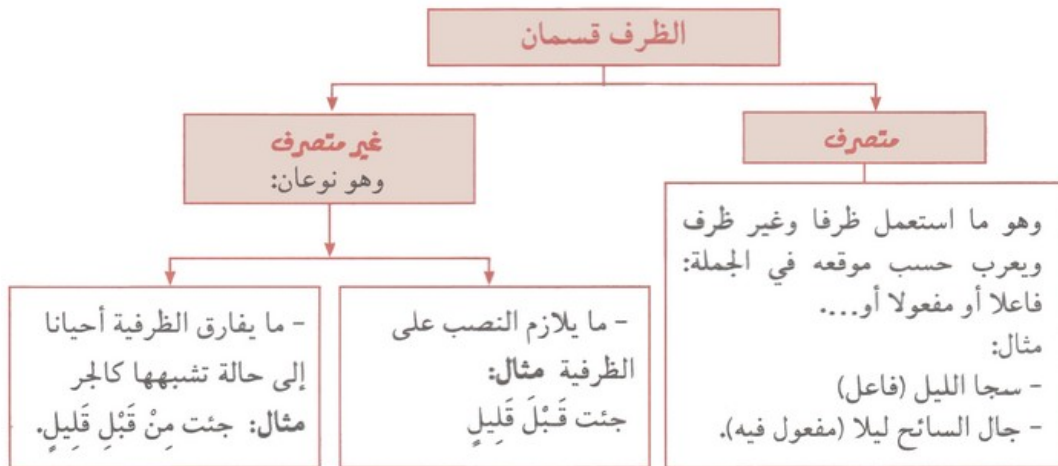 الظرف قسمان
متصرف
وهو ما استعمل ظرفا وغير ظرف
ويعرب حسب موقعه في الجملة:
فاعلا أو مفعولا أو....
مثال:
- سجا الليل (فاعل)
- جال السائح ليلا (مفعول فيه).
غير متصرف
وهو نوعان:
- ما يلازم النصب على
الظرفية مثال:
جئت قَبْلَ قَلِيلٍ
- ما يفارق الظرفية أحيانا
إلى حالة تشبهها كالجر
مثال: جئت مِنْ قَبْلِ قَلِيلٍ.